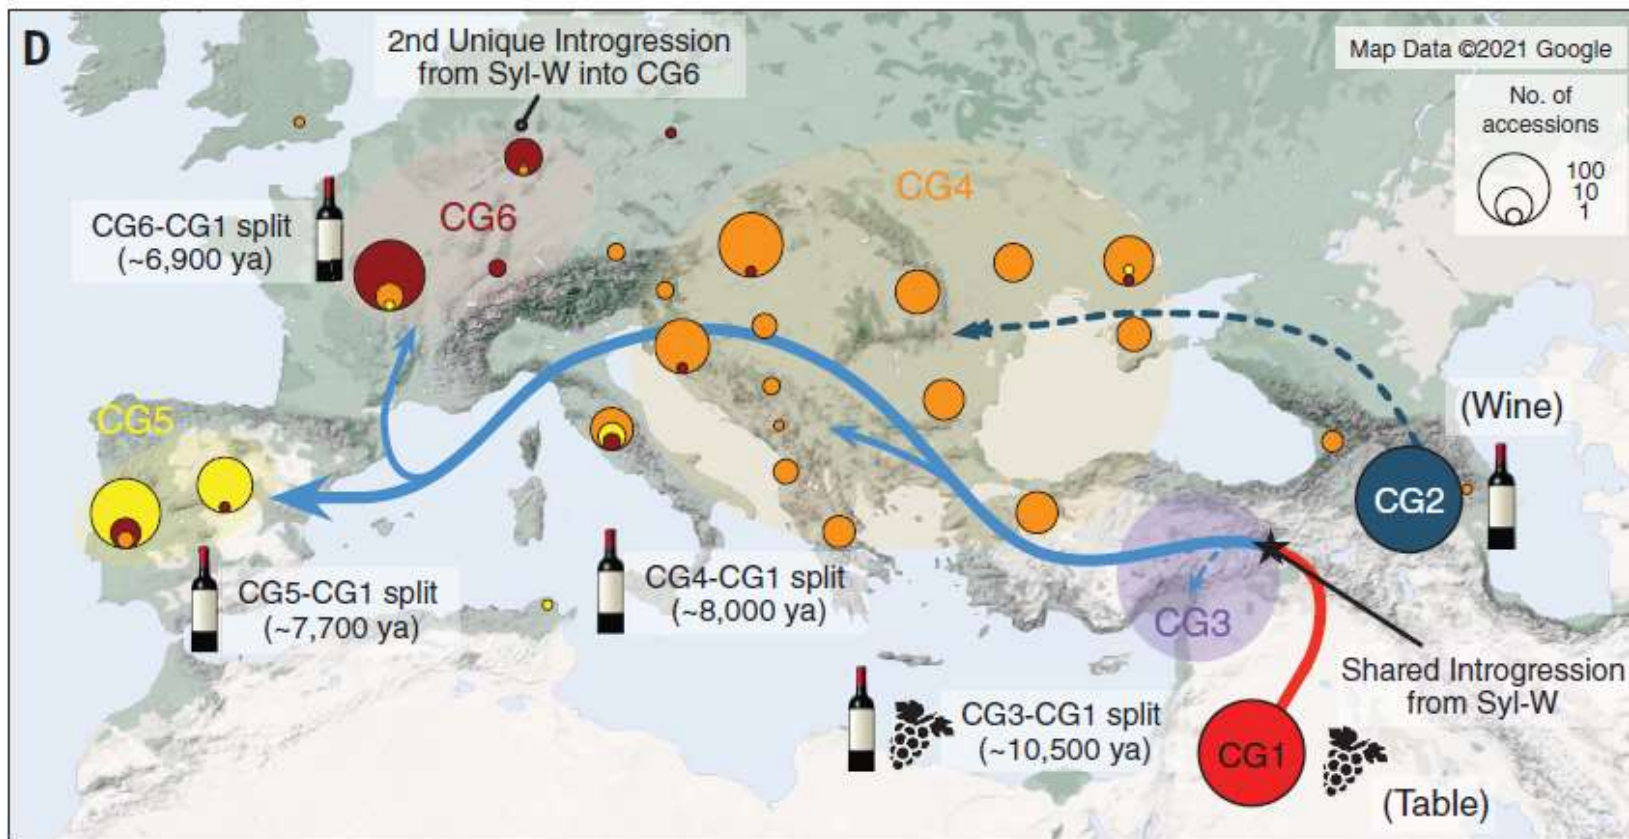 D
2nd Unique Introgression
from Syl-W into CG6
Map Data ©2021 Google
No. of
accessions
100
10
1
CG4
CG6
CG6-CG1 split
(~6,900 ya)
CG5
(Wine)
CG2
CG5-CG1 split
(~7,700 ya)
CG4-CG1 split
(~8,000 ya)
CG3
Shared Introgression
from Syl-W
CG3-CG1 split
(~10,500 ya)
CG1
(Table)